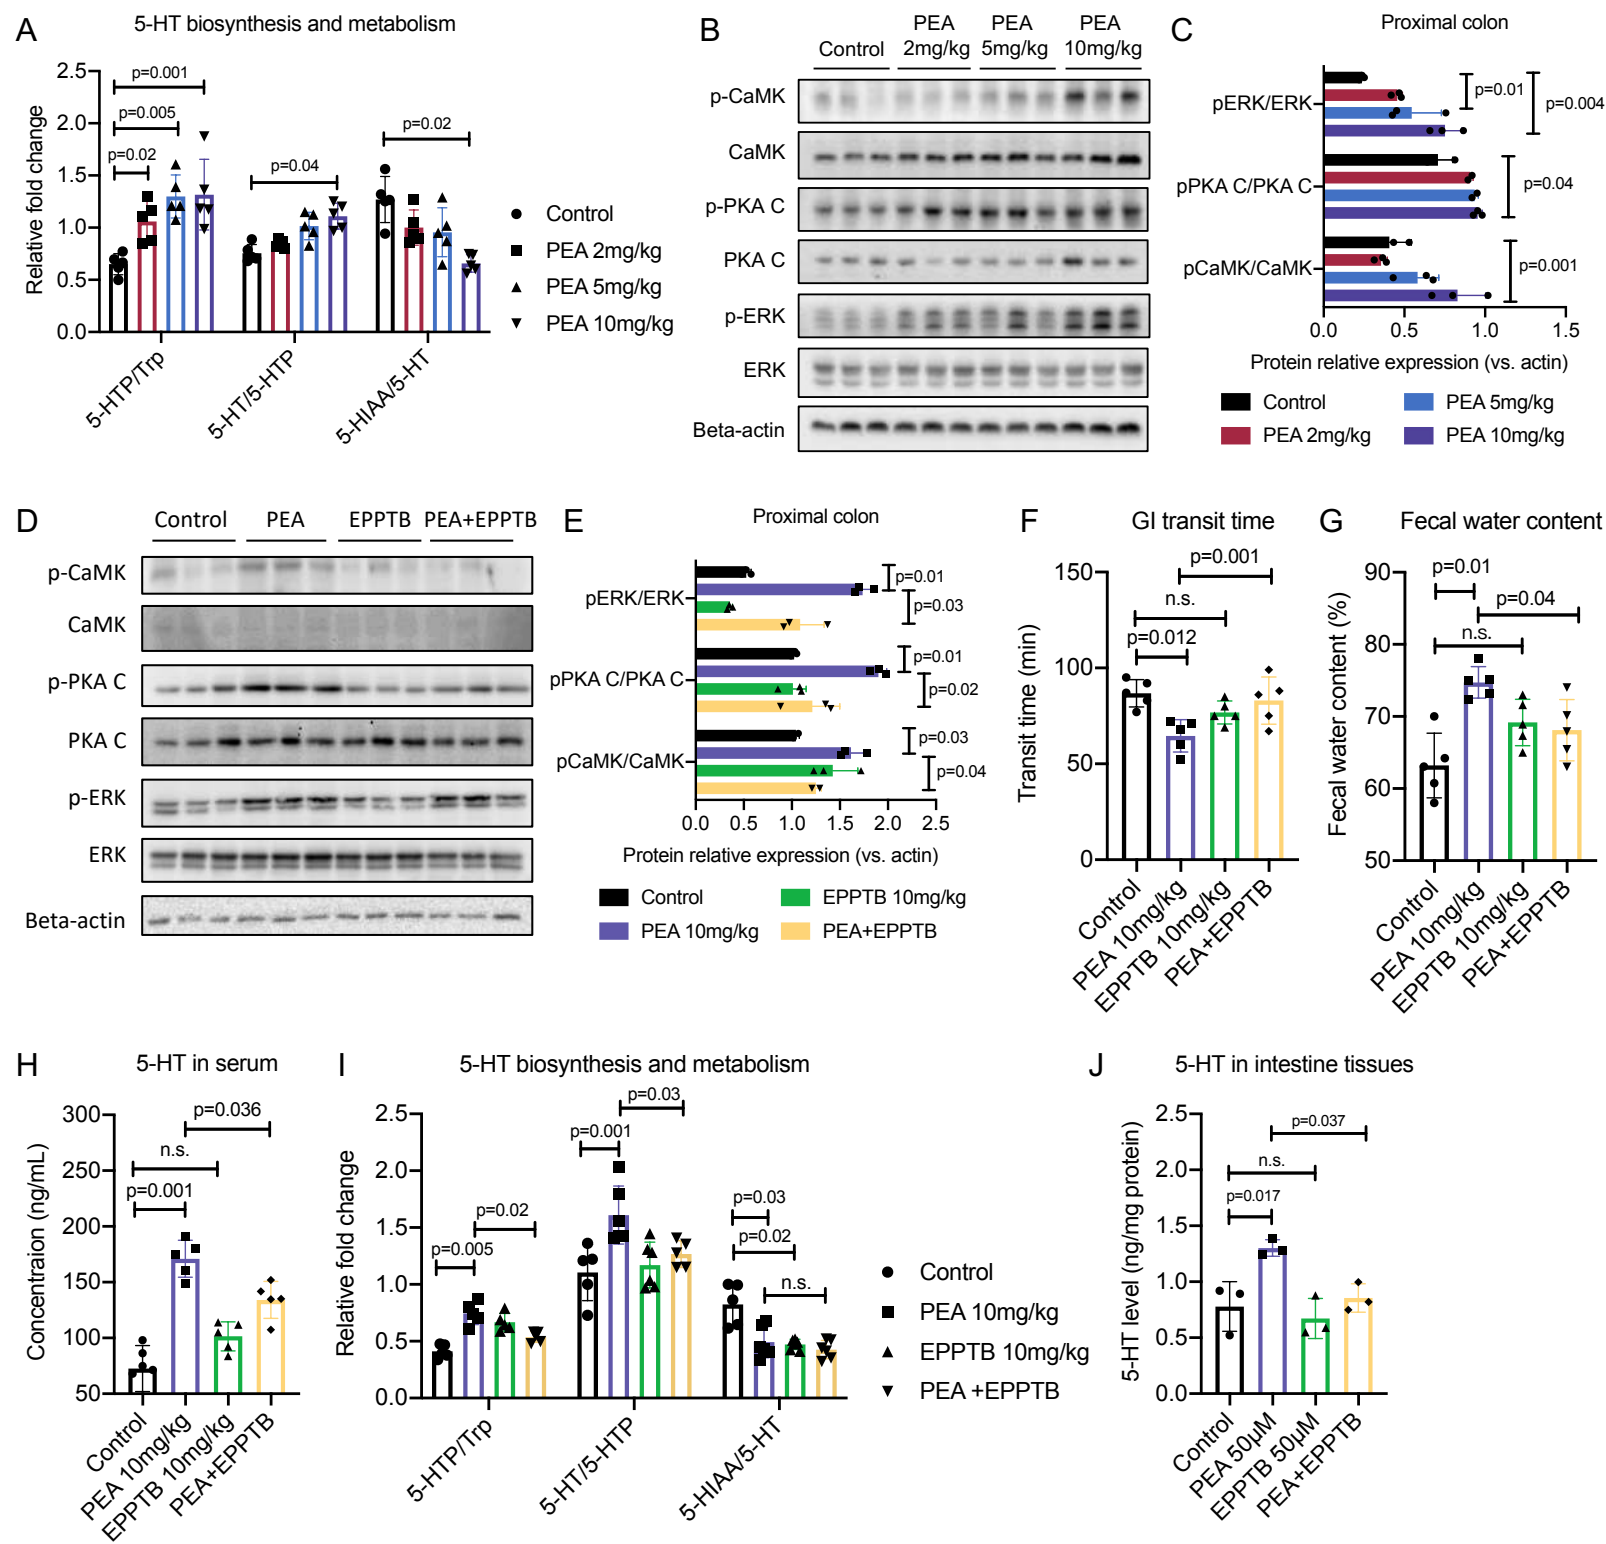 A
5-HT biosynthesis and metabolism
Relative fold change
2.5
2.0
1.5
1.0
0.5
0.0
p=0.001
p=0.005
p=0.02
p=0.04
p=0.02
5-HTP/Trp
5-HT/5-HTP
5-HIAA/5-HT
Control
PEA 2mg/kg
PEA 5mg/kg
PEA 10mg/kg
B
Control
PEA
2mg/kg
PEA
5mg/kg
PEA
10mg/kg
p-CaMK
CaMK
p-PKA C
PKA C
p-ERK
ERK
Beta-actin
C
Proximal colon
pERK/ERK
pPKA C/PKA C
pCaMK/CaMK
p=0.01
p=0.004
p=0.04
p=0.001
0.0
0.5
1.0
1.5
Protein relative expression (vs. actin)
Control
PEA 2mg/kg
PEA 5mg/kg
PEA 10mg/kg
D
Control
PEA
EPPTB
PEA+EPPTB
p-CaMK
CaMK
p-PKA C
PKA C
p-ERK
ERK
Beta-actin
E
Proximal colon
pERK/ERK
pPKA C/PKA C
pCaMK/CaMK
p=0.01
p=0.03
p=0.01
p=0.02
p=0.03
p=0.04
0.0
0.5
1.0
1.5
2.0
2.5
Protein relative expression (vs. actin)
Control
PEA 10mg/kg
EPPTB 10mg/kg
PEA+EPPTB
F
GI transit time
Transit time (min)
150
100
50
0
p=0.001
n.s.
p=0.012
Control
PEA 10mg/kg
EPPTB 10mg/kg
PEA+EPPTB
G
Fecal water content
Fecal water content (%)
90
80
70
60
50
p=0.01
p=0.04
n.s.
Control
PEA 10mg/kg
EPPTB 10mg/kg
PEA+EPPTB
H
5-HT in serum
Concentraion (ng/mL)
300
250
200
150
100
50
p=0.036
n.s.
p=0.001
Control
PEA 10mg/kg
EPPTB 10mg/kg
PEA+EPPTB
I
5-HT biosynthesis and metabolism
Relative fold change
2.5
2.0
1.5
1.0
0.5
0.0
p=0.005
p=0.02
p=0.001
p=0.03
p=0.03
p=0.02
n.s.
5-HTP/Trp
5-HT/5-HTP
5-HIAA/5-HT
Control
PEA 10mg/kg
EPPTB 10mg/kg
PEA +EPPTB
J
5-HT in intestine tissues
5-HT level (ng/mg protein)
2.5
2.0
1.5
1.0
0.5
0.0
p=0.037
n.s.
p=0.017
Control
PEA 50μM
EPPTB 50μM
PEA+EPPTB